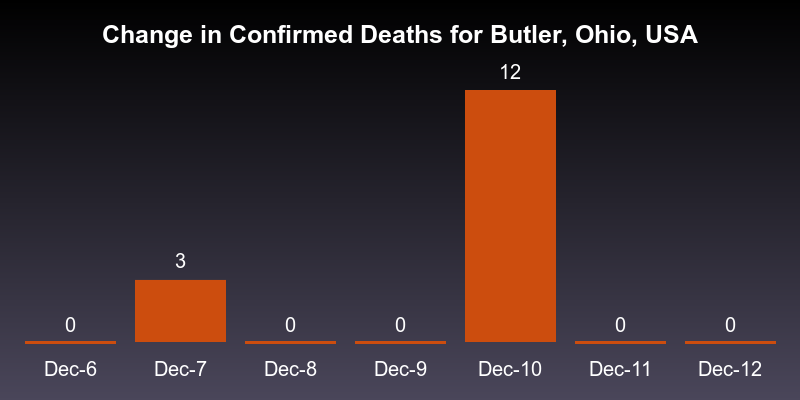 Change in Confirmed Deaths for Butler, Ohio, USA
12
3
0 0 0 0 0
Dec-6 Dec-7 Dec-8 Dec-9 Dec-10 Dec-11 Dec-12